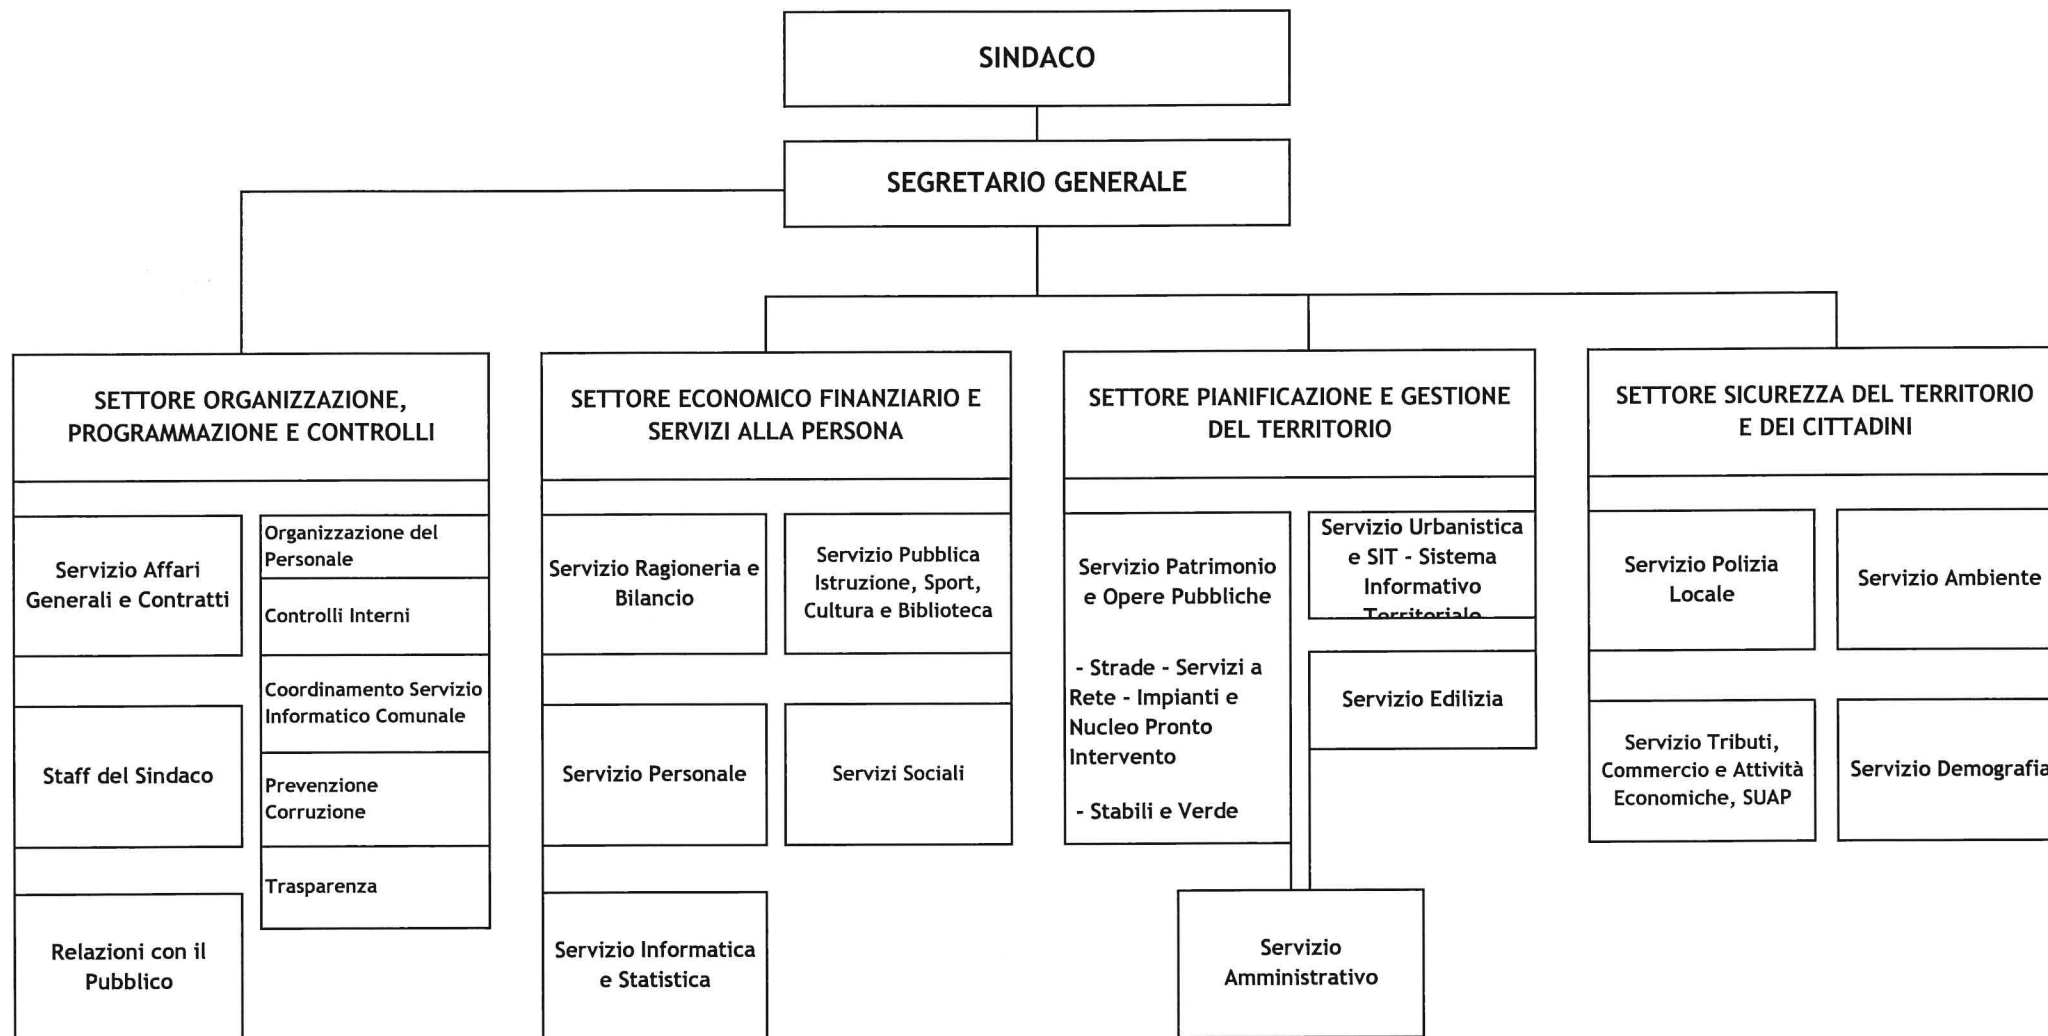 SINDACO
SEGRETARIO GENERALE
SETTORE ORGANIZZAZIONE,
PROGRAMMAZIONE E CONTROLLI
Servizio Affari
Generali e Contratti
Staff del Sindaco
Relazioni con il
Pubblico
Organizzazione del
Personale
Controlli Interni
Coordinamento Servizio
Informatico Comunale
Prevenzione
Corruzione
Trasparenza
SETTORE ECONOMICO FINANZIARIO E
SERVIZI ALLA PERSONA
Servizio Ragioneria e
Bilancio
Servizio Pubblica
Istruzione, Sport,
Cultura e Biblioteca
Servizio Personale
Servizi Sociali
Servizio Informatica
e Statistica
SETTORE PIANIFICAZIONE E GESTIONE
DEL TERRITORIO
Servizio Patrimonio
e Opere Pubbliche
- Strade - Servizi a
Rete - Impianti e
Nucleo Pronto
Intervento
- Stabili e Verde
Servizio Urbanistica
e SIT - Sistema
Informativo
Territoriale
Servizio Edilizia
Servizio
Amministrativo
SETTORE SICUREZZA DEL TERRITORIO
E DEI CITTADINI
Servizio Polizia
Locale
Servizio Ambiente
Servizio Tributi,
Commercio e Attività
Economiche, SUAP
Servizio Demografia